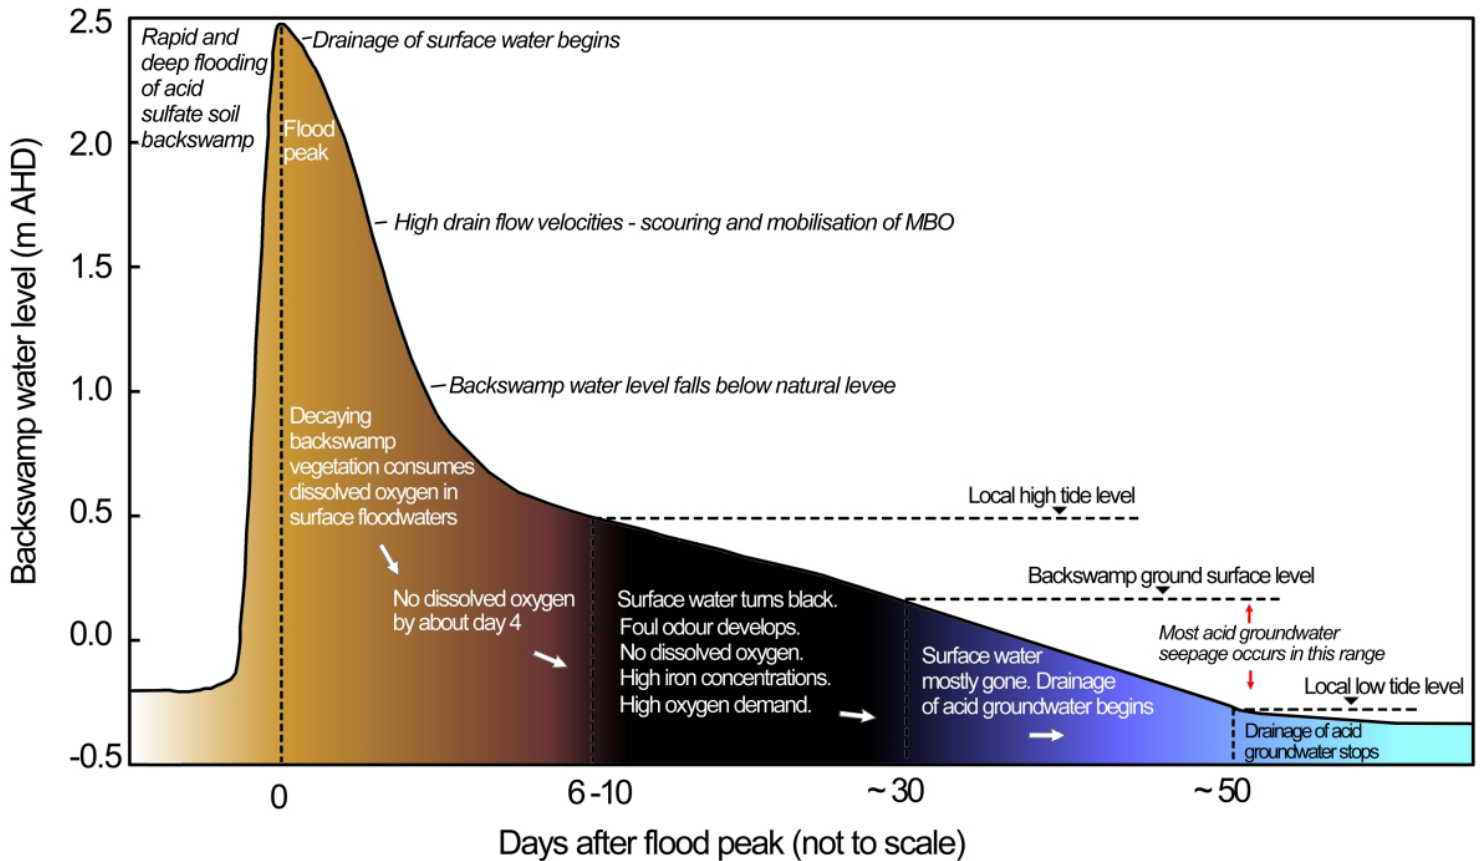 2.5
2.0
1.5
1.0
0.5
0.0
-0.5
Backswamp water level (m AHD)
Rapid and
deep flooding
of acid
sulfate soil
backswamp
Drainage of surface water begins
Flood
peak
High drain flow velocities - scouring and mobilisation of MBO
Backswamp water level falls below natural levee
Decaying
backswamp
vegetation consumes
dissolved oxygen in
surface floodwaters
No dissolved oxygen
by about day 4
Local high tide level
Surface water turns black.
Foul odour develops.
No dissolved oxygen.
High iron concentrations.
High oxygen demand.
Backswamp ground surface level
Most acid groundwater
seepage occurs in this range
Surface water
mostly gone. Drainage
of acid groundwater begins
Local low tide level
Drainage of acid
groundwater stops
0
6-10
~30
~50
Days after flood peak (not to scale)